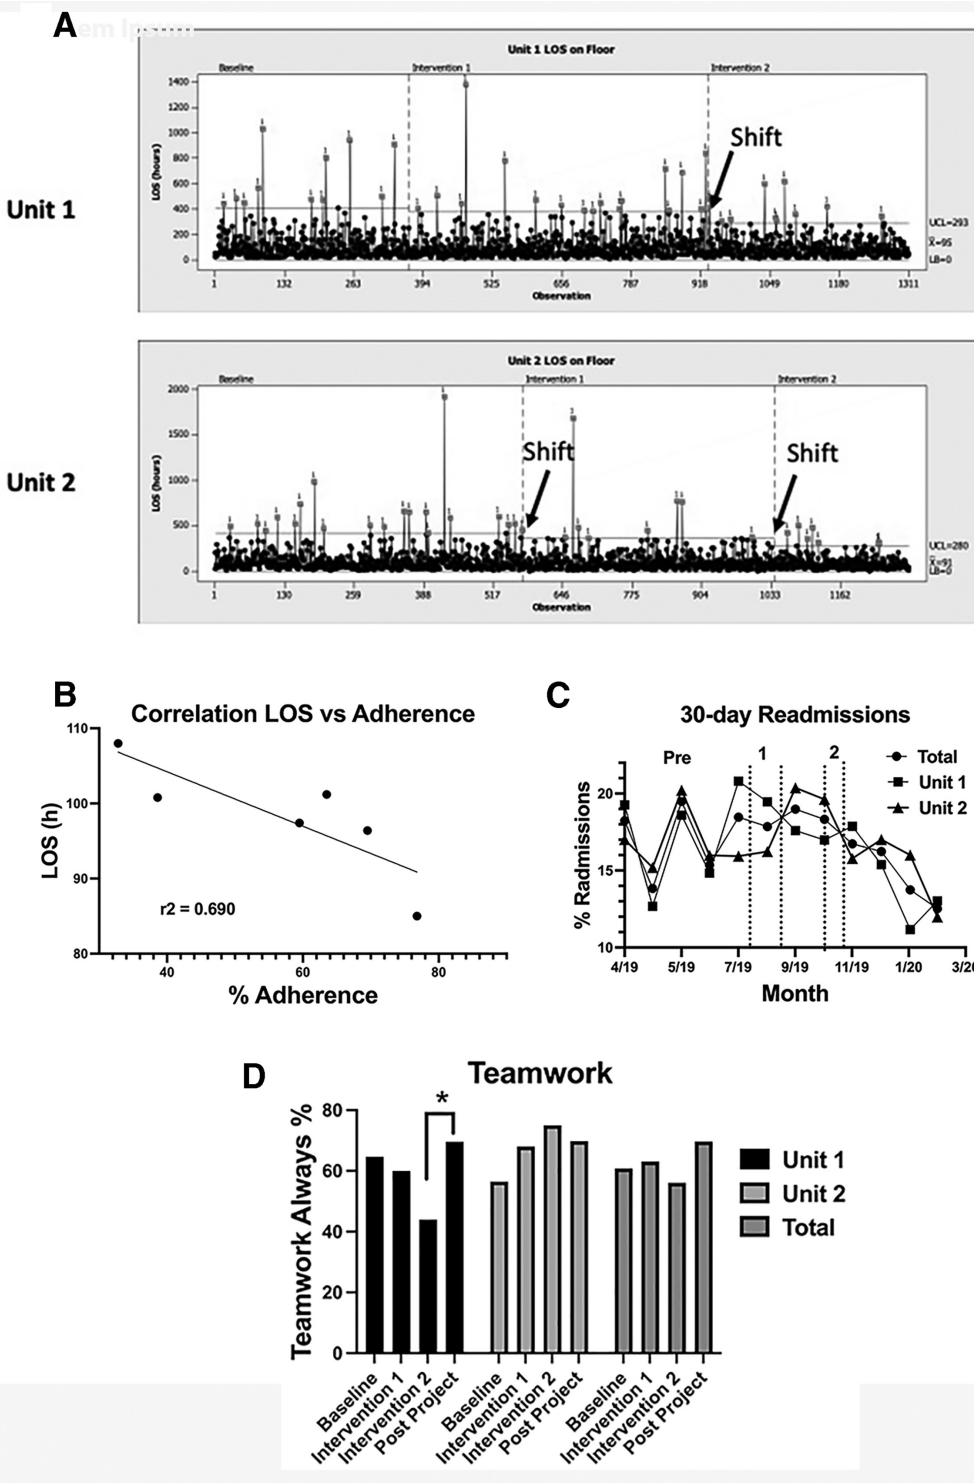 A
Unit 1 LOS on Floor
Baseline Intervention 1 Intervention 2
1400
1200
1000
800
600
400
200
0
LOS (hours)
Shift
UCL=293
X=95
LB=0
1 132 263 394 525 656 787 918 1049 1180 1311
Observation
Unit 1
Unit 2 LOS on Floor
Baseline Intervention 1 Intervention 2
2000
1500
1000
500
0
LOS (hours)
Shift Shift
UCL=280
X=91
LB=0
1 130 259 388 517 646 775 904 1033 1162
Observation
Unit 2
B
Correlation LOS vs Adherence
110
100
90
80
LOS (h)
r2 = 0.690
40 60 80
% Adherence
C
30-day Readmissions
Pre 1 2
Total
Unit 1
Unit 2
20
15
10
% Radmissions
4/19 5/19 7/19 9/19 11/19 1/20 3/20
Month
D
Teamwork
*
80
60
40
20
0
Teamwork Always %
Unit 1
Unit 2
Total
Baseline Intervention 1 Intervention 2 Post Project
Baseline Intervention 1 Intervention 2 Post Project
Baseline Intervention 1 Intervention 2 Post Project